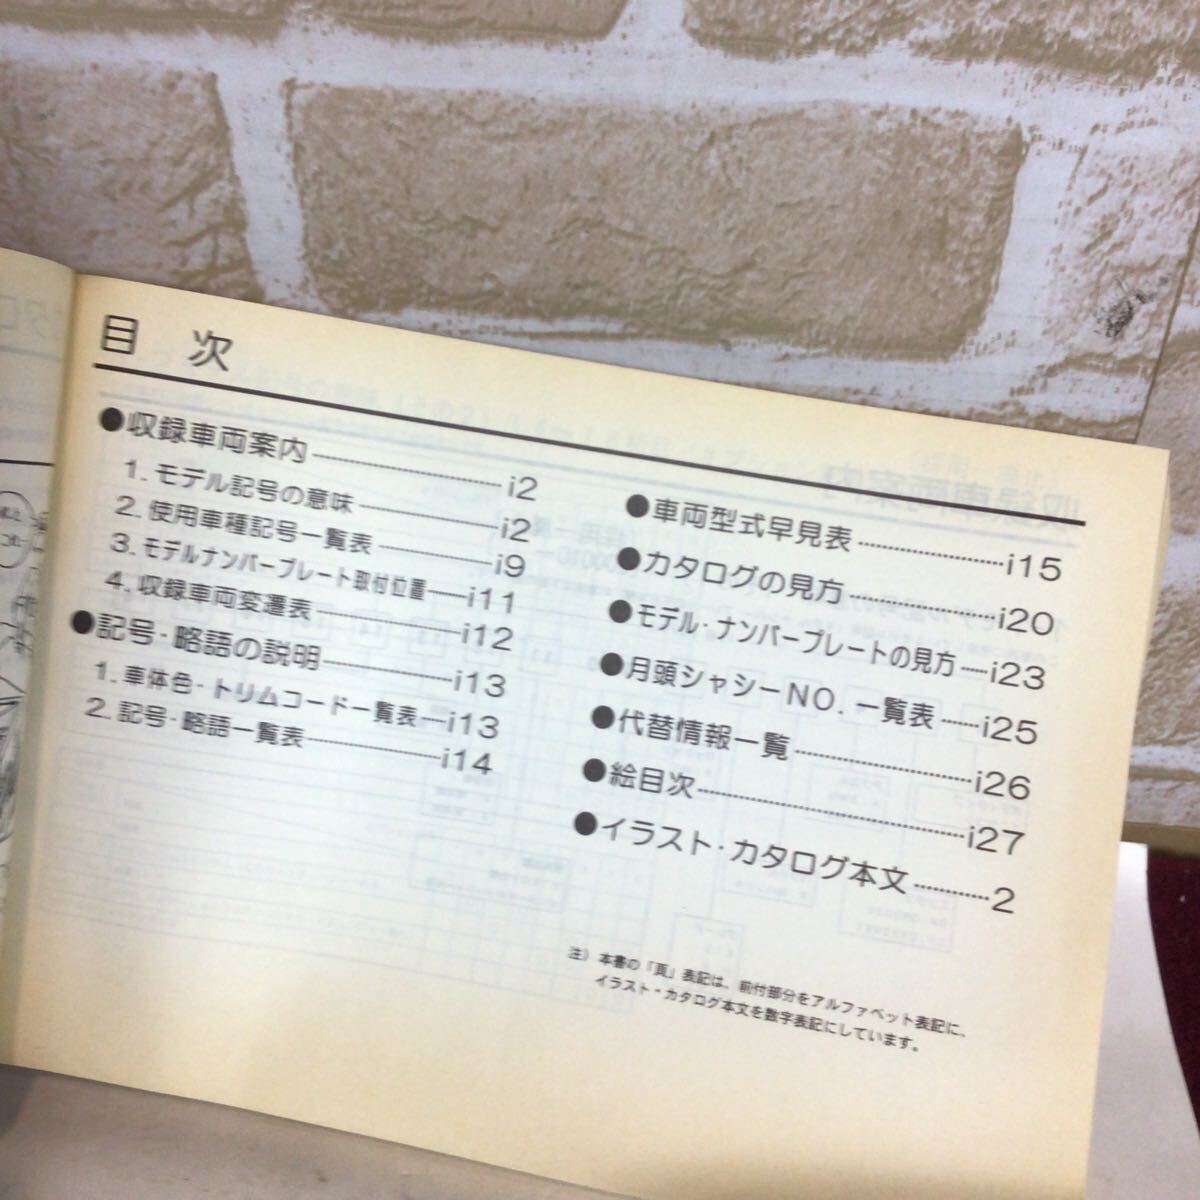 目 次
●収録車両案内 i2
1. モデル記号の意味 i2
2. 使用車種記号一覧表 i9
3. モデルナンバープレート取付位置 i11
4. 収録車両変遷表 i12
●記号・略語の説明 i13
1. 車体色・トリムコード一覧表 i13
2. 記号・略語一覧表 i14
●車両型式早見表 i15
●カタログの見方 i20
●モデル・ナンバープレートの見方 i23
●月頭シャシーNO. 一覧表 i25
●代替情報一覧 i26
●絵目次 i27
●イラスト・カタログ本文 2
注) 本書の「頁」表記は、前付部分をアルファベット表記に、
イラスト・カタログ本文を数字表記にしています。